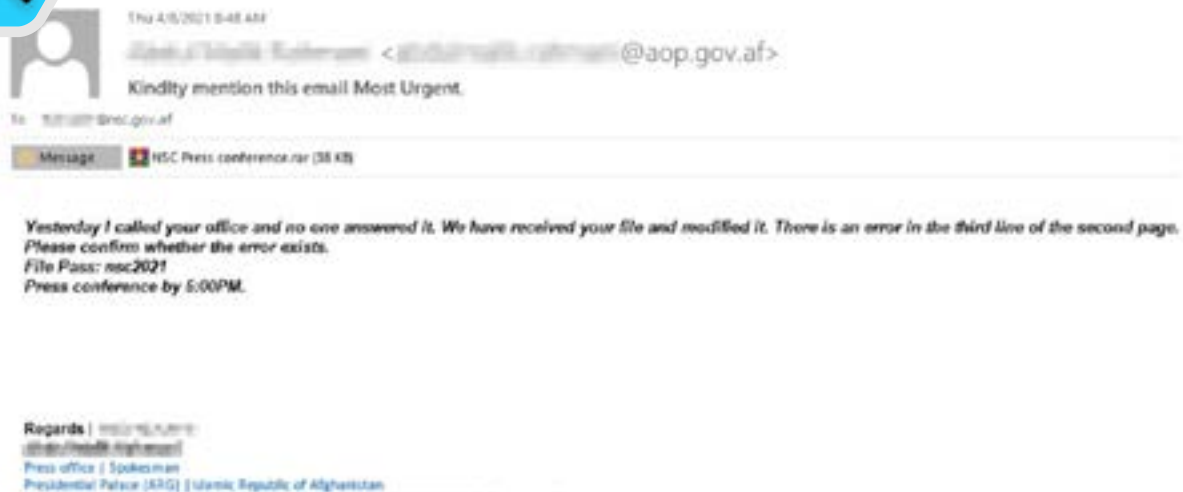 Thu 4/8/2021 8:48 AM
@aop.gov.af>
Kindlty mention this email Most Urgent.
To @nsc.gov.af
Message NSC Press conference.rar (38 KB)
Yesterday I called your office and no one answered it. We have received your file and modified it. There is an error in the third line of the second page.
Please confirm whether the error exists.
File Pass: nsc2021
Press conference by 5:00PM.
Regards |
Press office | Spokesman
Presidential Palace (ARG) | Islamic Republic of Afghanistan